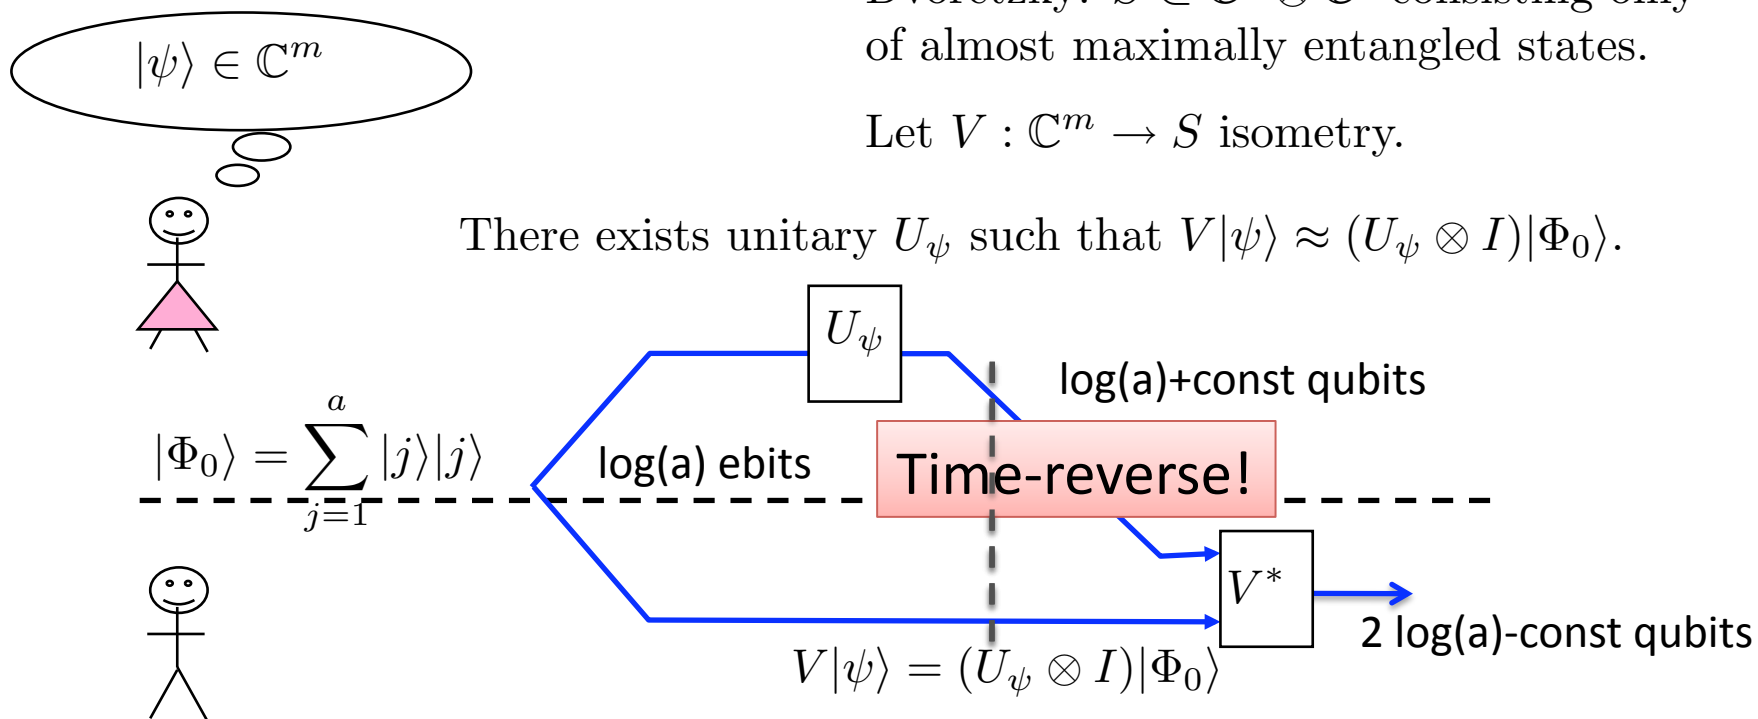 of almost maximally entangled states.
|ψ⟩ ∈ ℂ^m
Let V : ℂ^m → S isometry.
There exists unitary U_ψ such that V|ψ⟩ ≈ (U_ψ ⊗ I)|Φ_0⟩.
U_ψ
log(a)+const qubits
|Φ_0⟩ = ∑_{j=1}^{a} |j⟩|j⟩
log(a) ebits
Time-reverse!
V*
2 log(a)-const qubits
V|ψ⟩ = (U_ψ ⊗ I)|Φ_0⟩